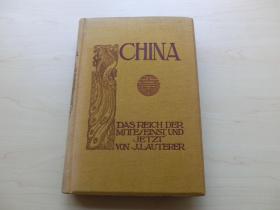 CHINA
DAS REICH DER
MITTE/EINST UND
JETZT
VON J. LAUTERER